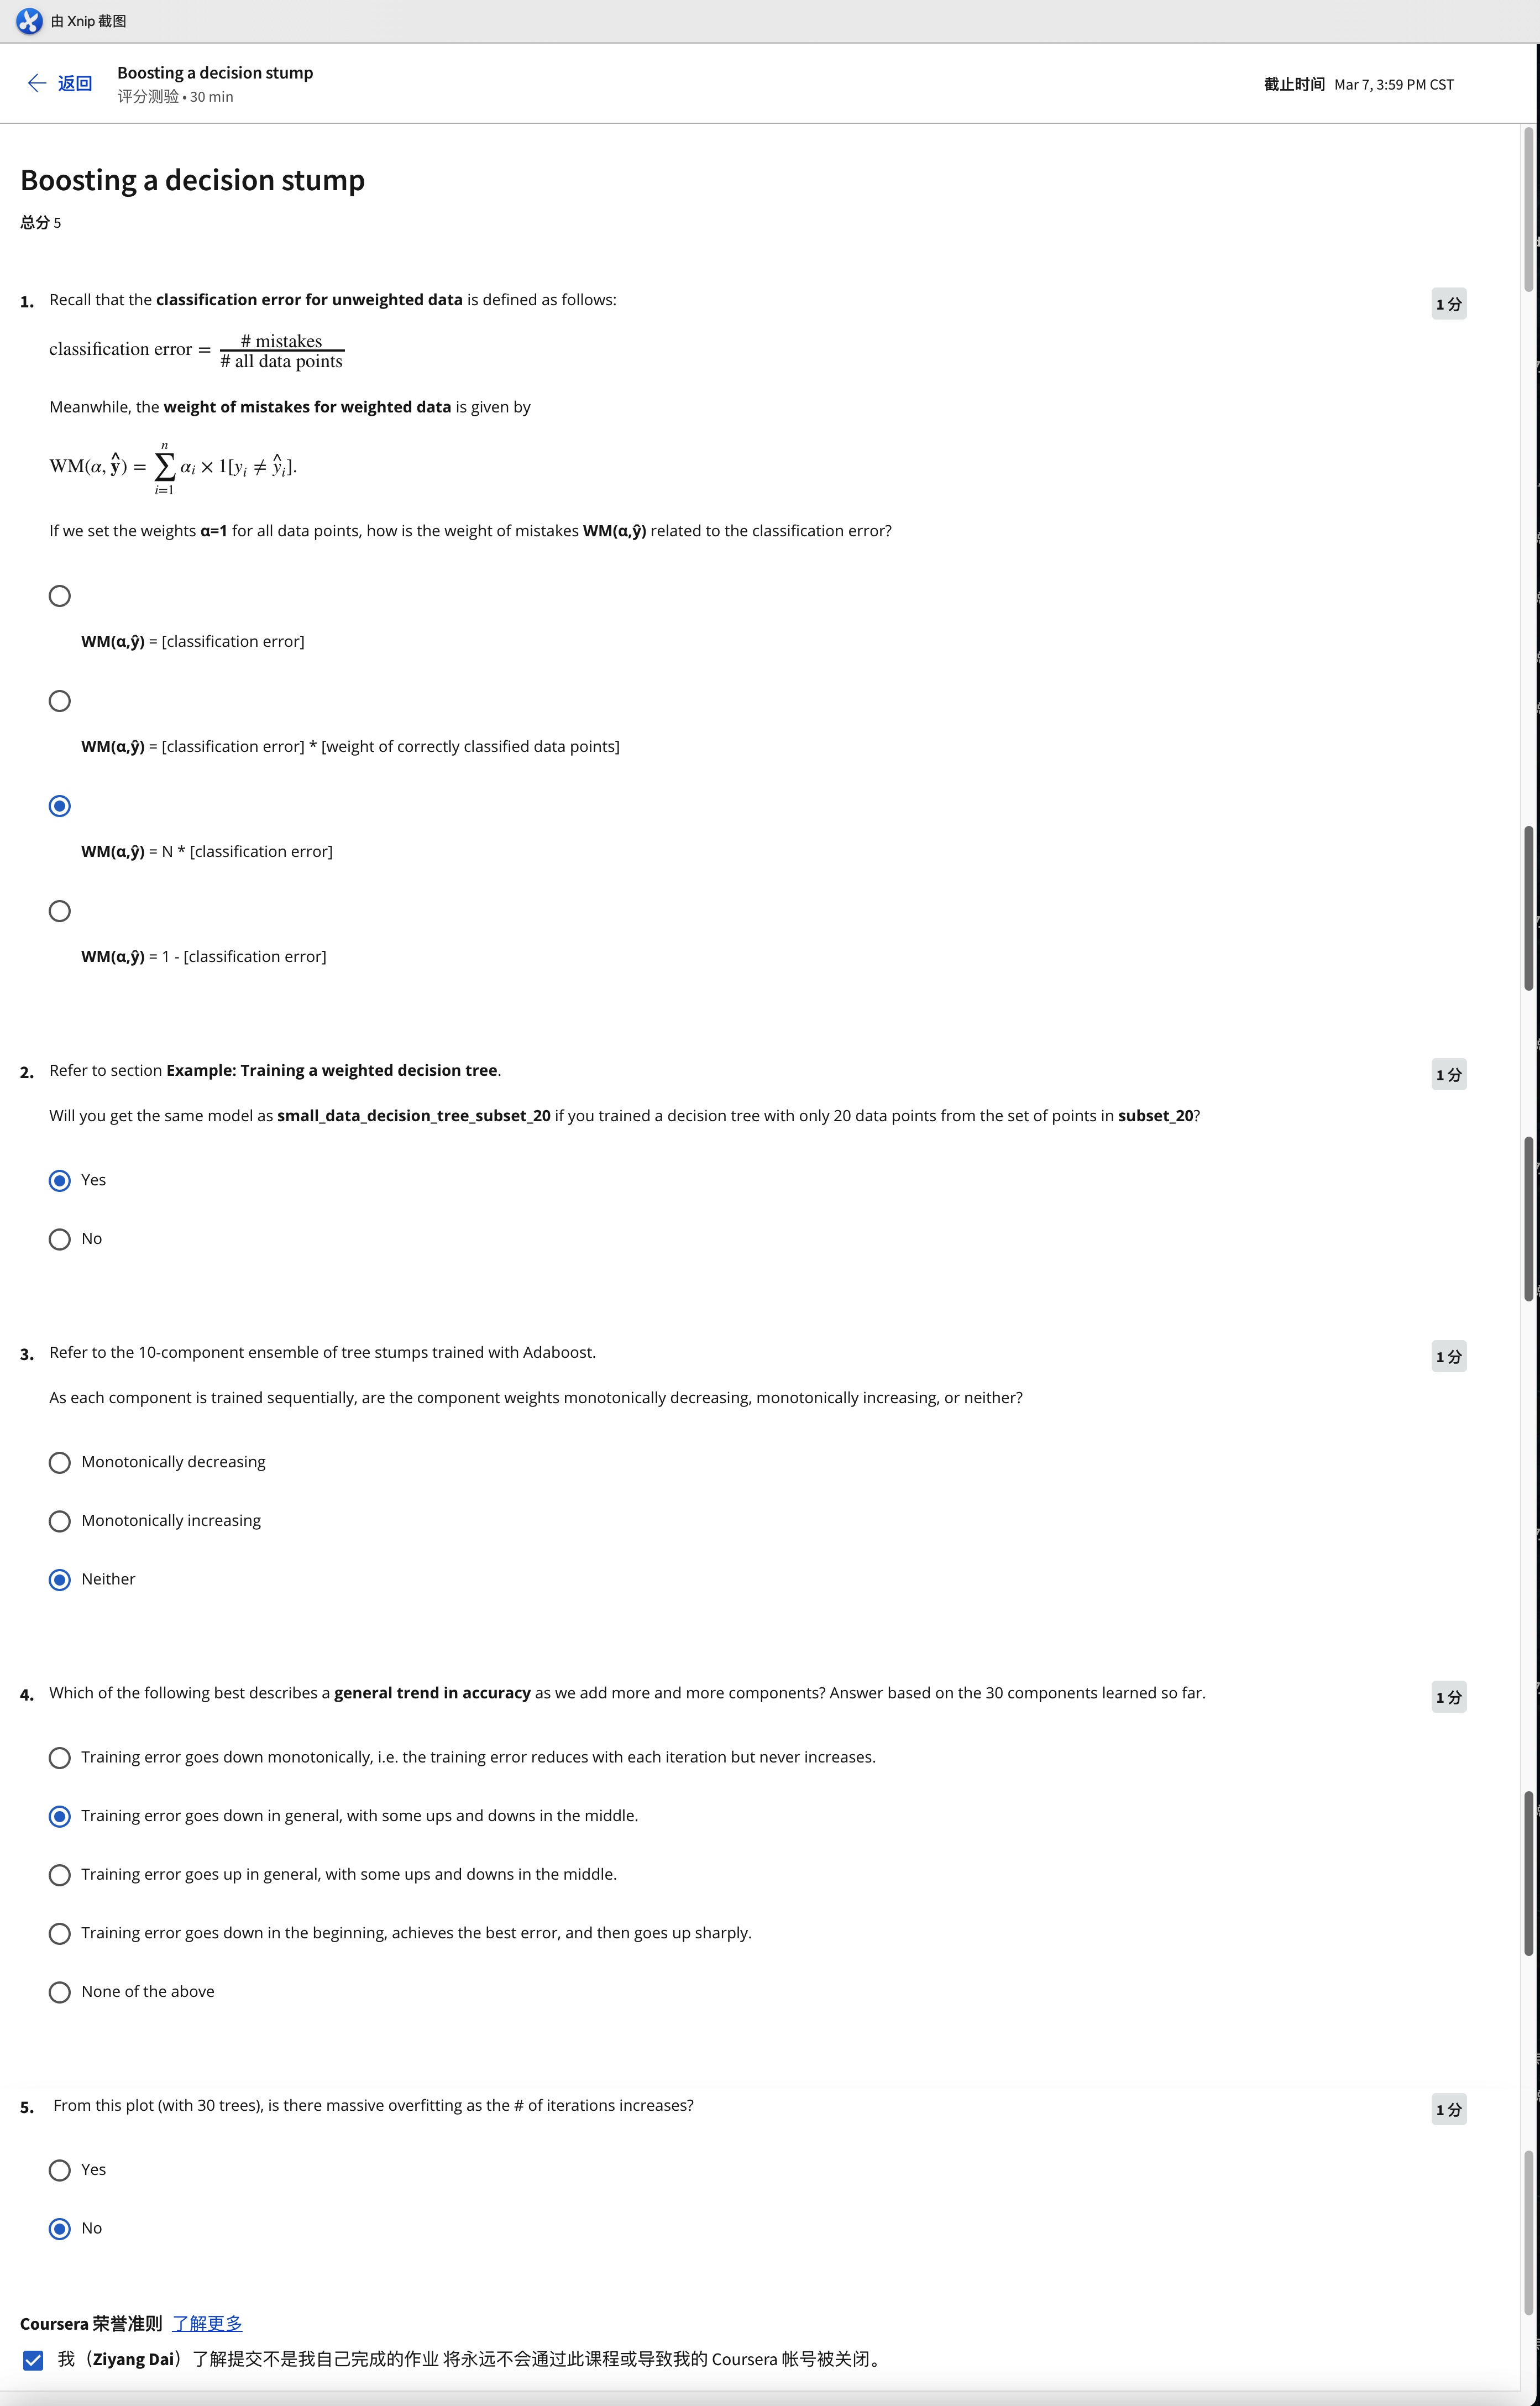 由 Xnip 截图
返回
Boosting a decision stump
评分测验 • 30 min
截止时间 Mar 7, 3:59 PM CST
Boosting a decision stump
总分 5
1. Recall that the classification error for unweighted data is defined as follows:
1 分
classification error = # mistakes / # all data points
Meanwhile, the weight of mistakes for weighted data is given by
WM(α, ŷ) = ∑ᵢ₌₁ⁿ αᵢ × 1[yᵢ ≠ ŷᵢ].
If we set the weights α=1 for all data points, how is the weight of mistakes WM(α,ŷ) related to the classification error?
WM(α,ŷ) = [classification error]
WM(α,ŷ) = [classification error] * [weight of correctly classified data points]
WM(α,ŷ) = N * [classification error]
WM(α,ŷ) = 1 - [classification error]
2. Refer to section Example: Training a weighted decision tree.
1 分
Will you get the same model as small_data_decision_tree_subset_20 if you trained a decision tree with only 20 data points from the set of points in subset_20?
Yes
No
3. Refer to the 10-component ensemble of tree stumps trained with Adaboost.
1 分
As each component is trained sequentially, are the component weights monotonically decreasing, monotonically increasing, or neither?
Monotonically decreasing
Monotonically increasing
Neither
4. Which of the following best describes a general trend in accuracy as we add more and more components? Answer based on the 30 components learned so far.
1 分
Training error goes down monotonically, i.e. the training error reduces with each iteration but never increases.
Training error goes down in general, with some ups and downs in the middle.
Training error goes up in general, with some ups and downs in the middle.
Training error goes down in the beginning, achieves the best error, and then goes up sharply.
None of the above
5. From this plot (with 30 trees), is there massive overfitting as the # of iterations increases?
1 分
Yes
No
Coursera 荣誉准则 了解更多
我（Ziyang Dai）了解提交不是我自己完成的作业 将永远不会通过此课程或导致我的 Coursera 帐号被关闭。